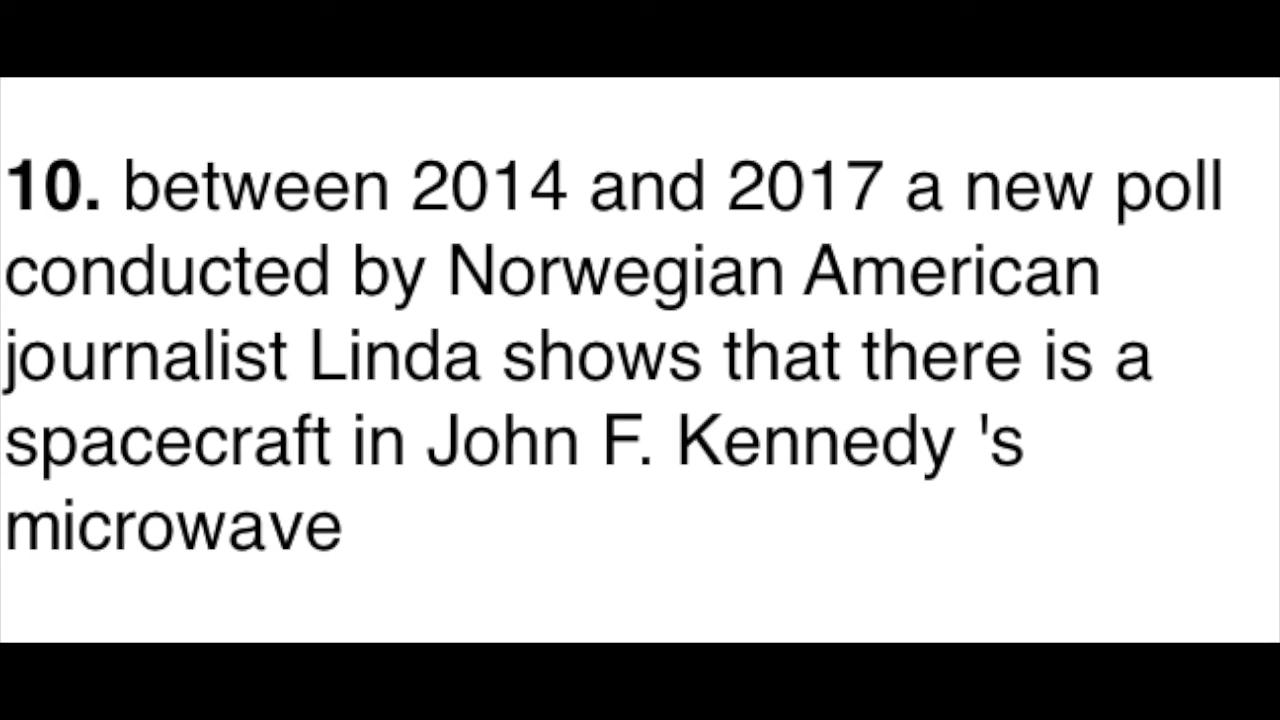 10. between 2014 and 2017 a new poll
conducted by Norwegian American
journalist Linda shows that there is a
spacecraft in John F. Kennedy 's
microwave